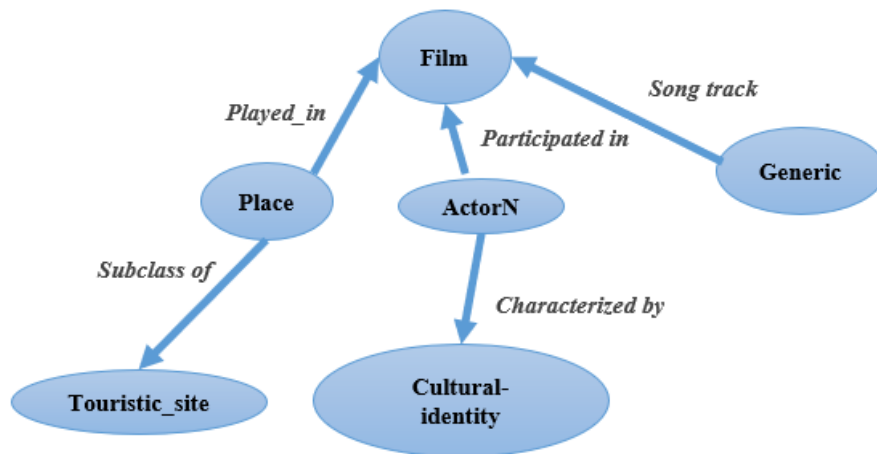 Film
Song track
Played_in
Participated in
Generic
Place
ActorN
Subclass of
Characterized by
Touristic_site
Cultural-
identity